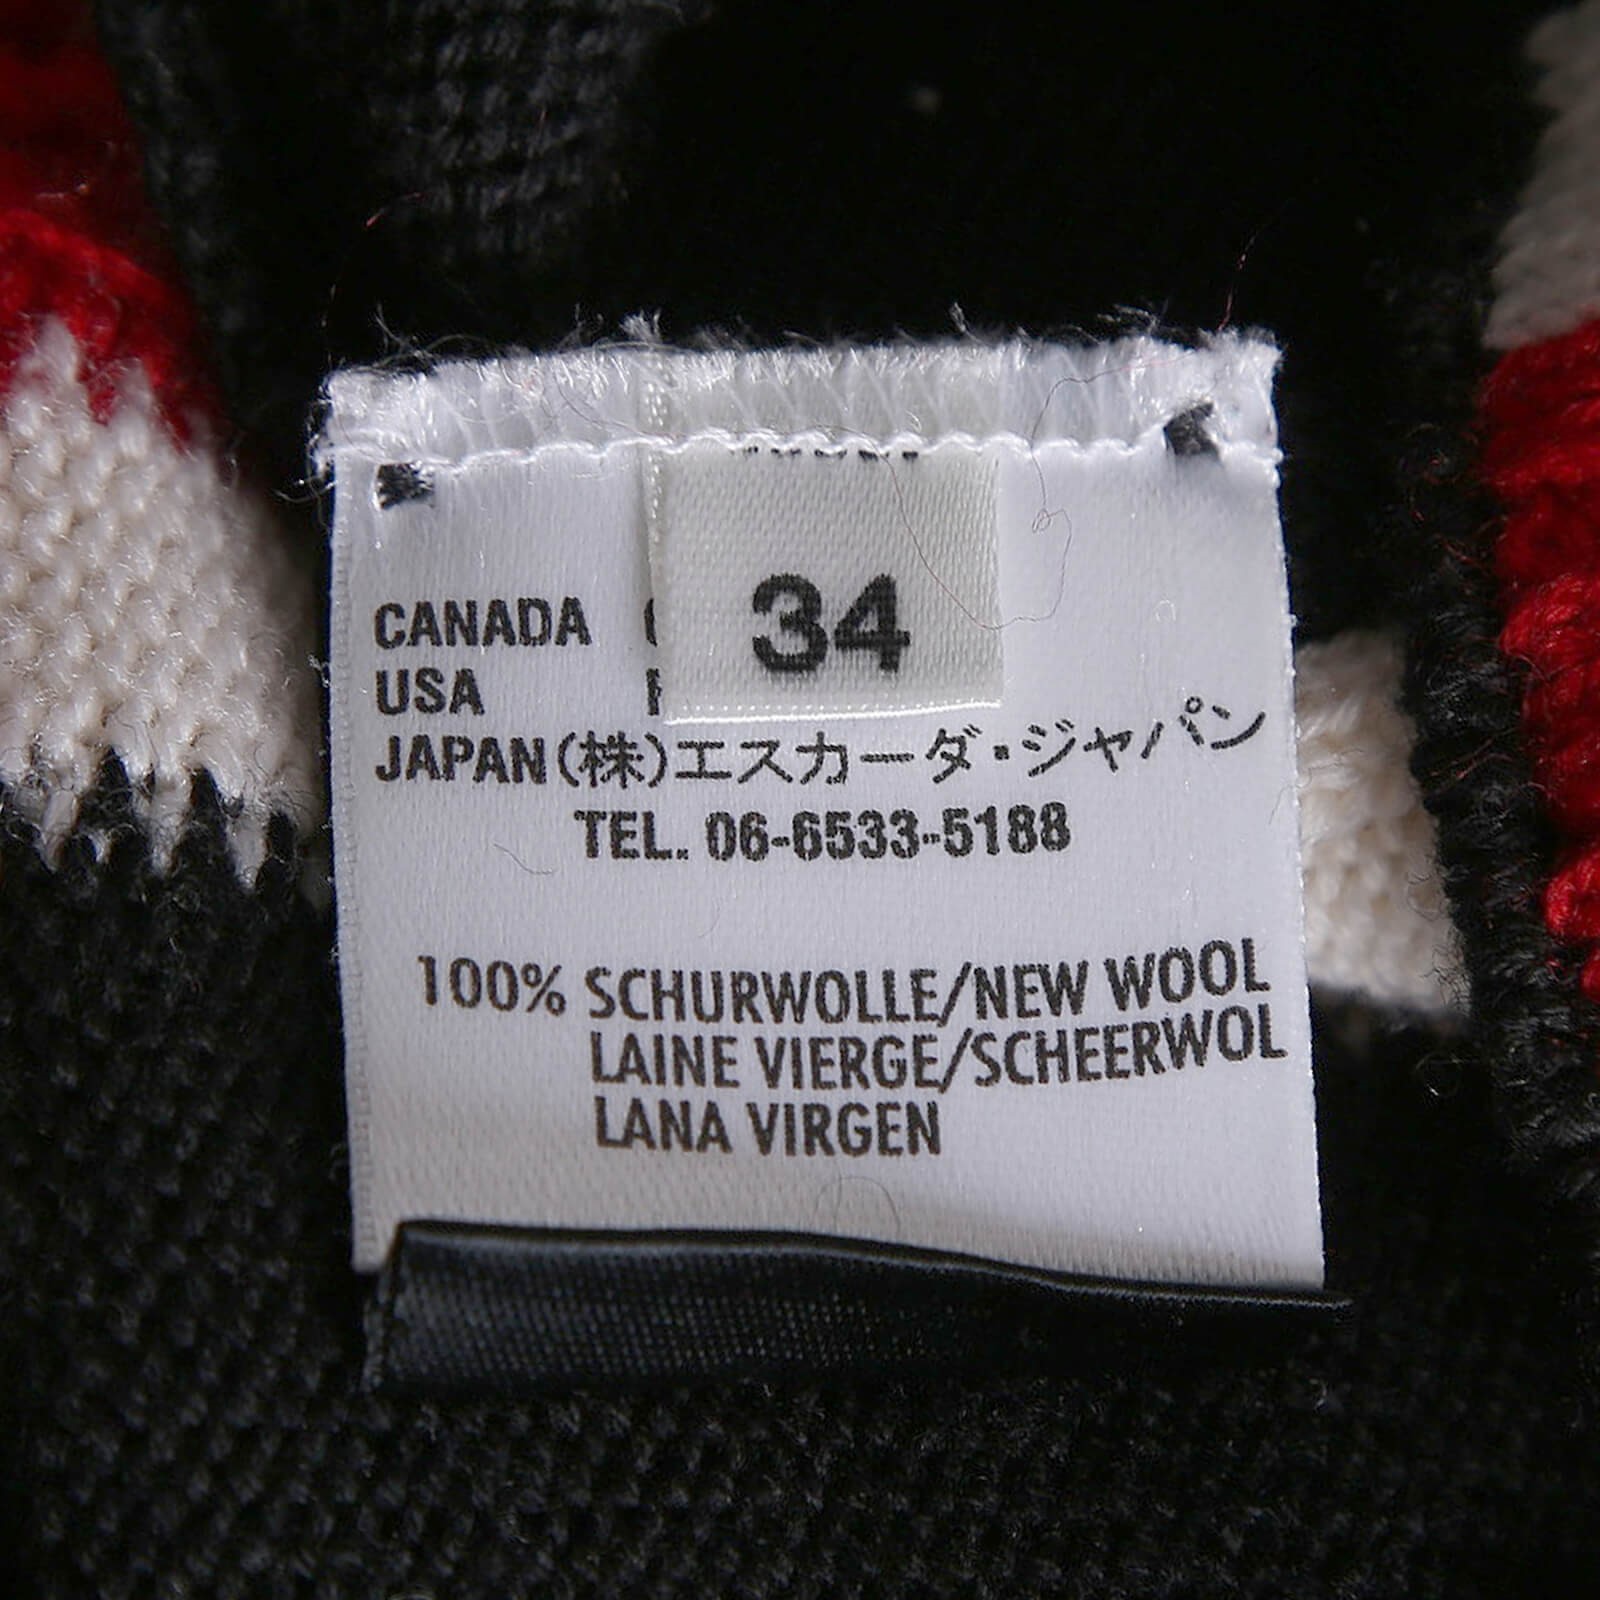 34
CANADA
USA
JAPAN(株)エスカーダ・ジャパン
TEL. 06-6533-5188
100% SCHURWOLLE/NEW WOOL
LAINE VIERGE/SCHEERWOL
LANA VIRGEN